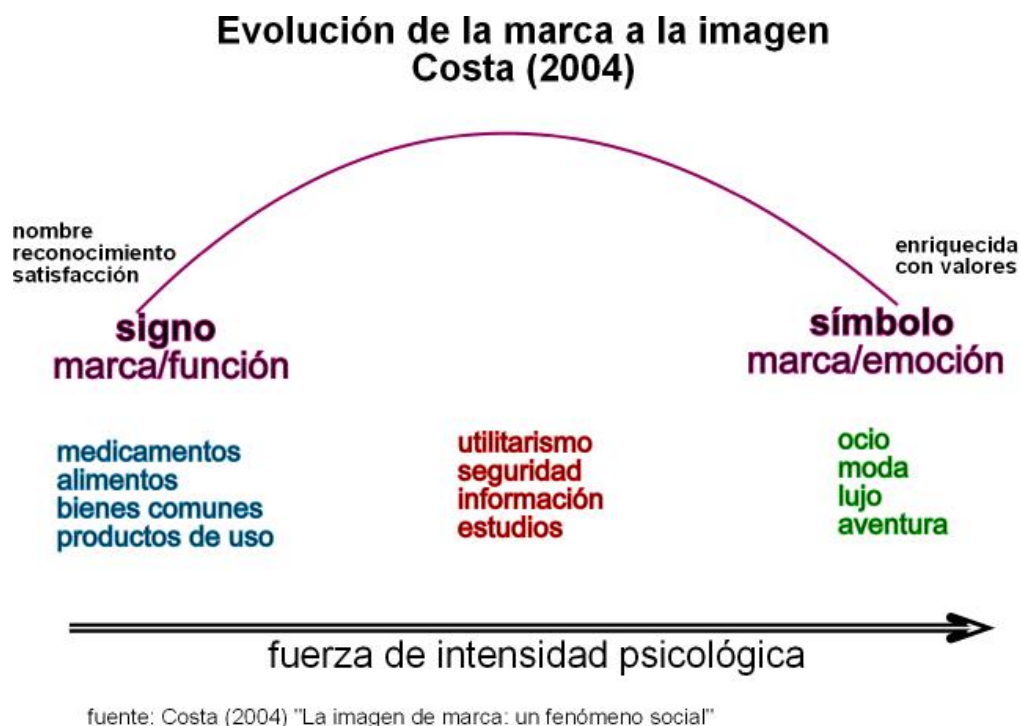 Evolución de la marca a la imagen
Costa (2004)
nombre
reconocimiento
satisfacción
enriquecida
con valores
signo
marca/función
símbolo
marca/emoción
medicamentos
alimentos
bienes comunes
productos de uso
utilitarismo
seguridad
información
estudios
ocio
moda
lujo
aventura
fuerza de intensidad psicológica
fuente: Costa (2004) "La imagen de marca: un fenómeno social"